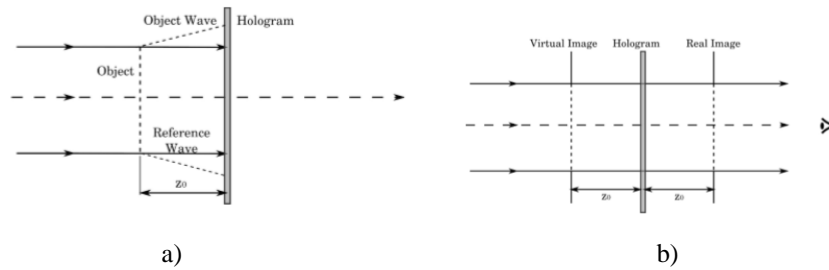 Object Wave
Hologram
Object
Reference
Wave
z0
a)
Virtual Image
Hologram
Real Image
z0
z0
b)